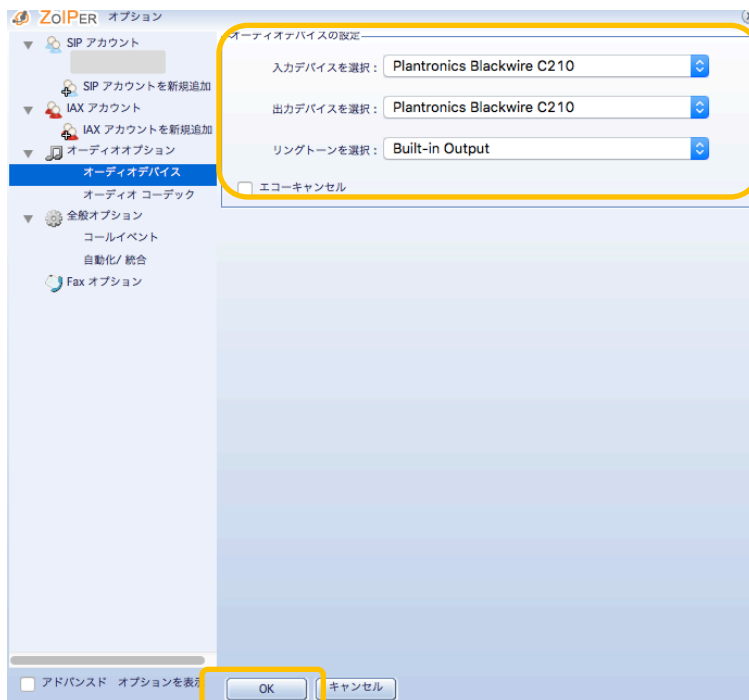 ZOIPER オプション
SIP アカウント
SIP アカウントを新規追加
IAX アカウント
IAX アカウントを新規追加
オーディオオプション
オーディオデバイス
オーディオ コーデック
全般オプション
コールイベント
自動化/ 統合
Fax オプション
アドバンスド オプションを表示
オーディオデバイスの設定
入力デバイスを選択 : Plantronics Blackwire C210
出力デバイスを選択 : Plantronics Blackwire C210
リングトーンを選択 : Built-in Output
エコーキャンセル
OK キャンセル